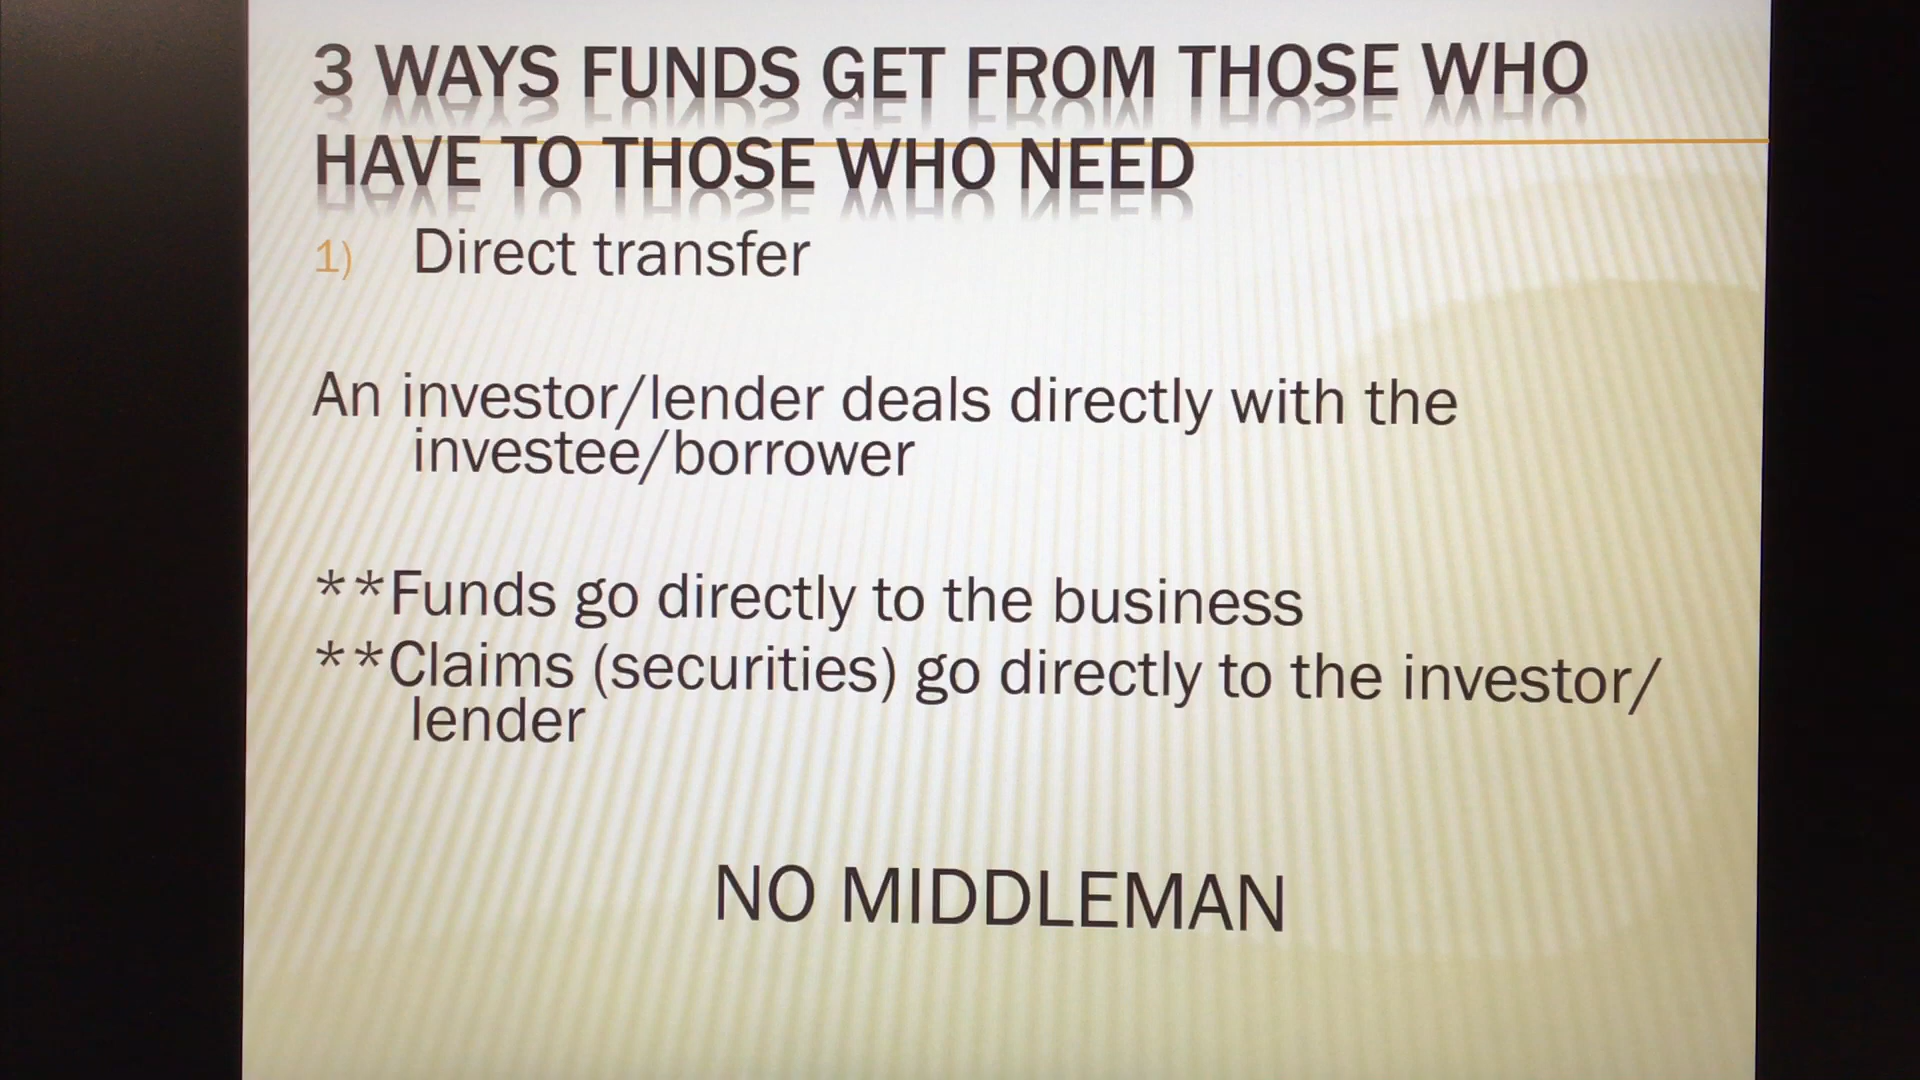 3 WAYS FUNDS GET FROM THOSE WHO
HAVE TO THOSE WHO NEED
1) Direct transfer
An investor/lender deals directly with the
investee/borrower
**Funds go directly to the business
**Claims (securities) go directly to the investor/
lender
NO MIDDLEMAN